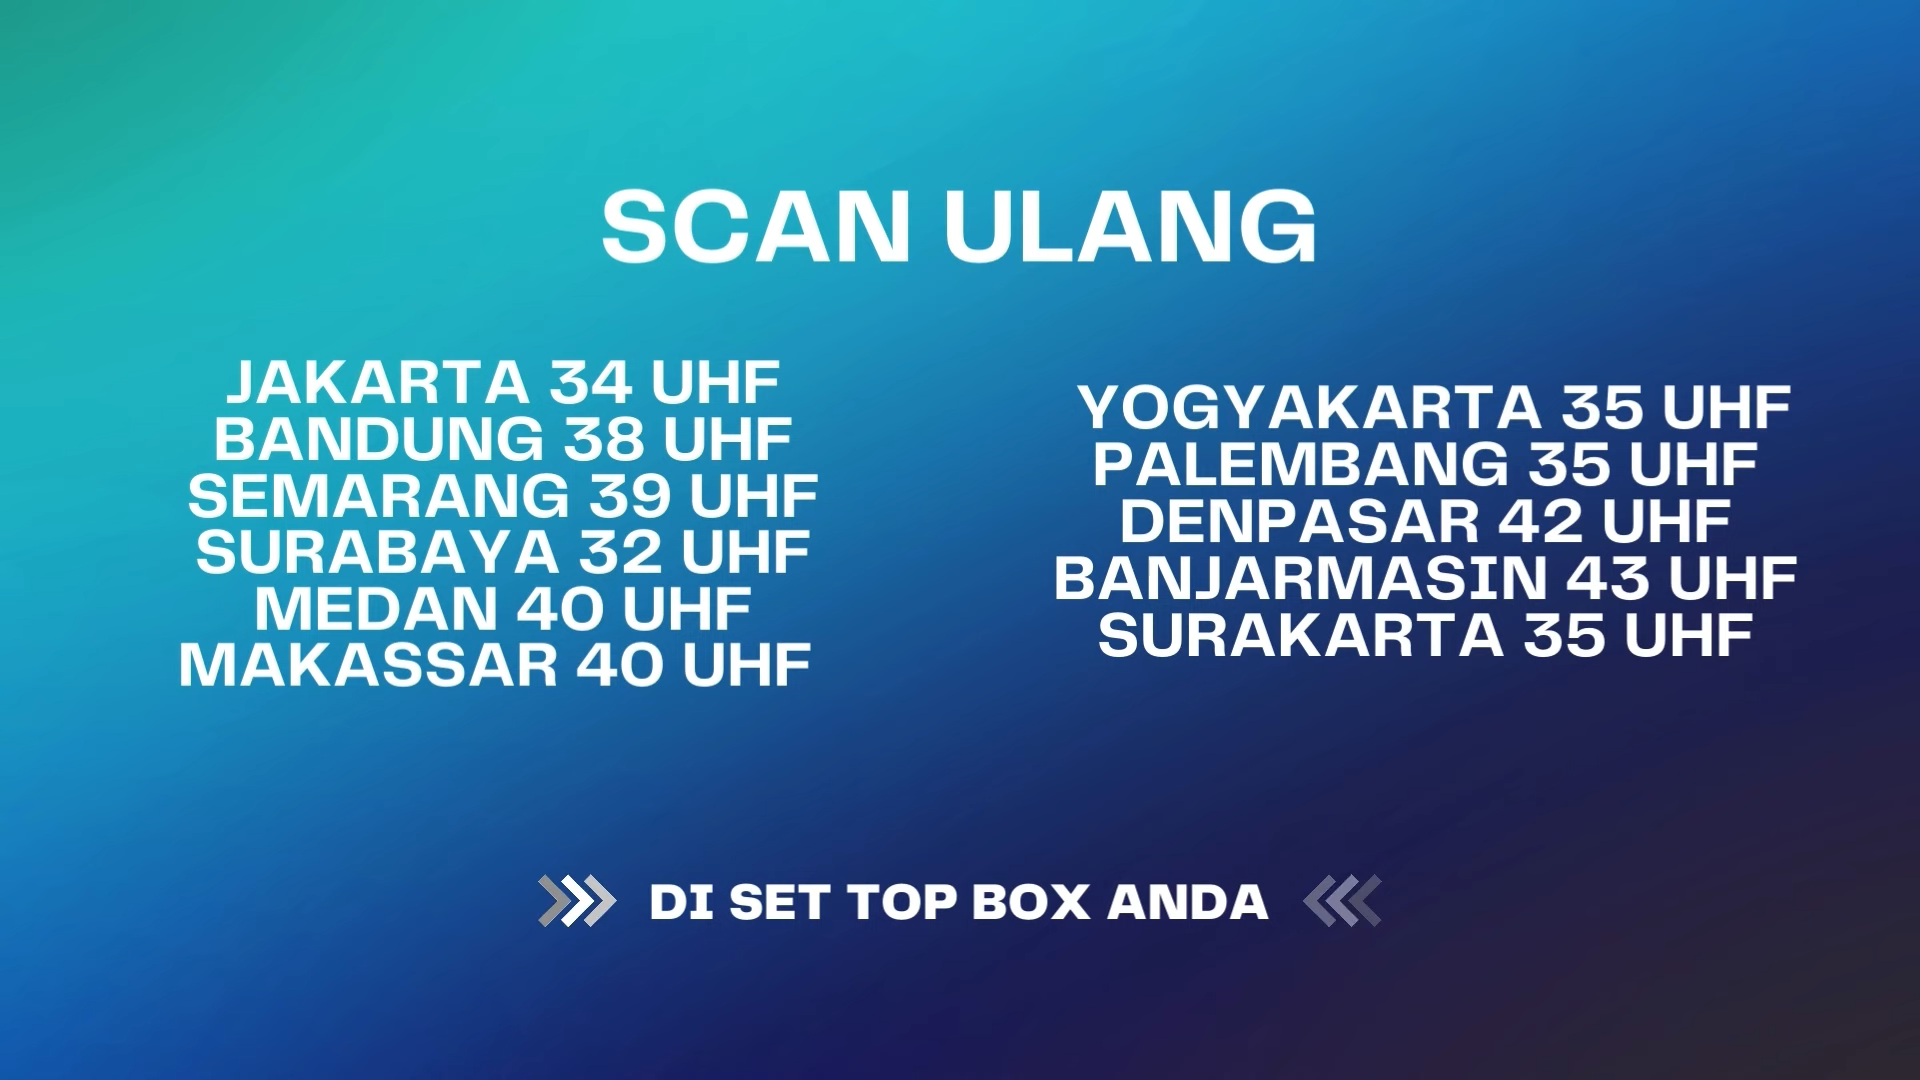 SCAN ULANG
JAKARTA 34 UHF
BANDUNG 38 UHF
SEMARANG 39 UHF
SURABAYA 32 UHF
MEDAN 40 UHF
MAKASSAR 40 UHF
YOGYAKARTA 35 UHF
PALEMBANG 35 UHF
DENPASAR 42 UHF
BANJARMASIN 43 UHF
SURAKARTA 35 UHF
DI SET TOP BOX ANDA